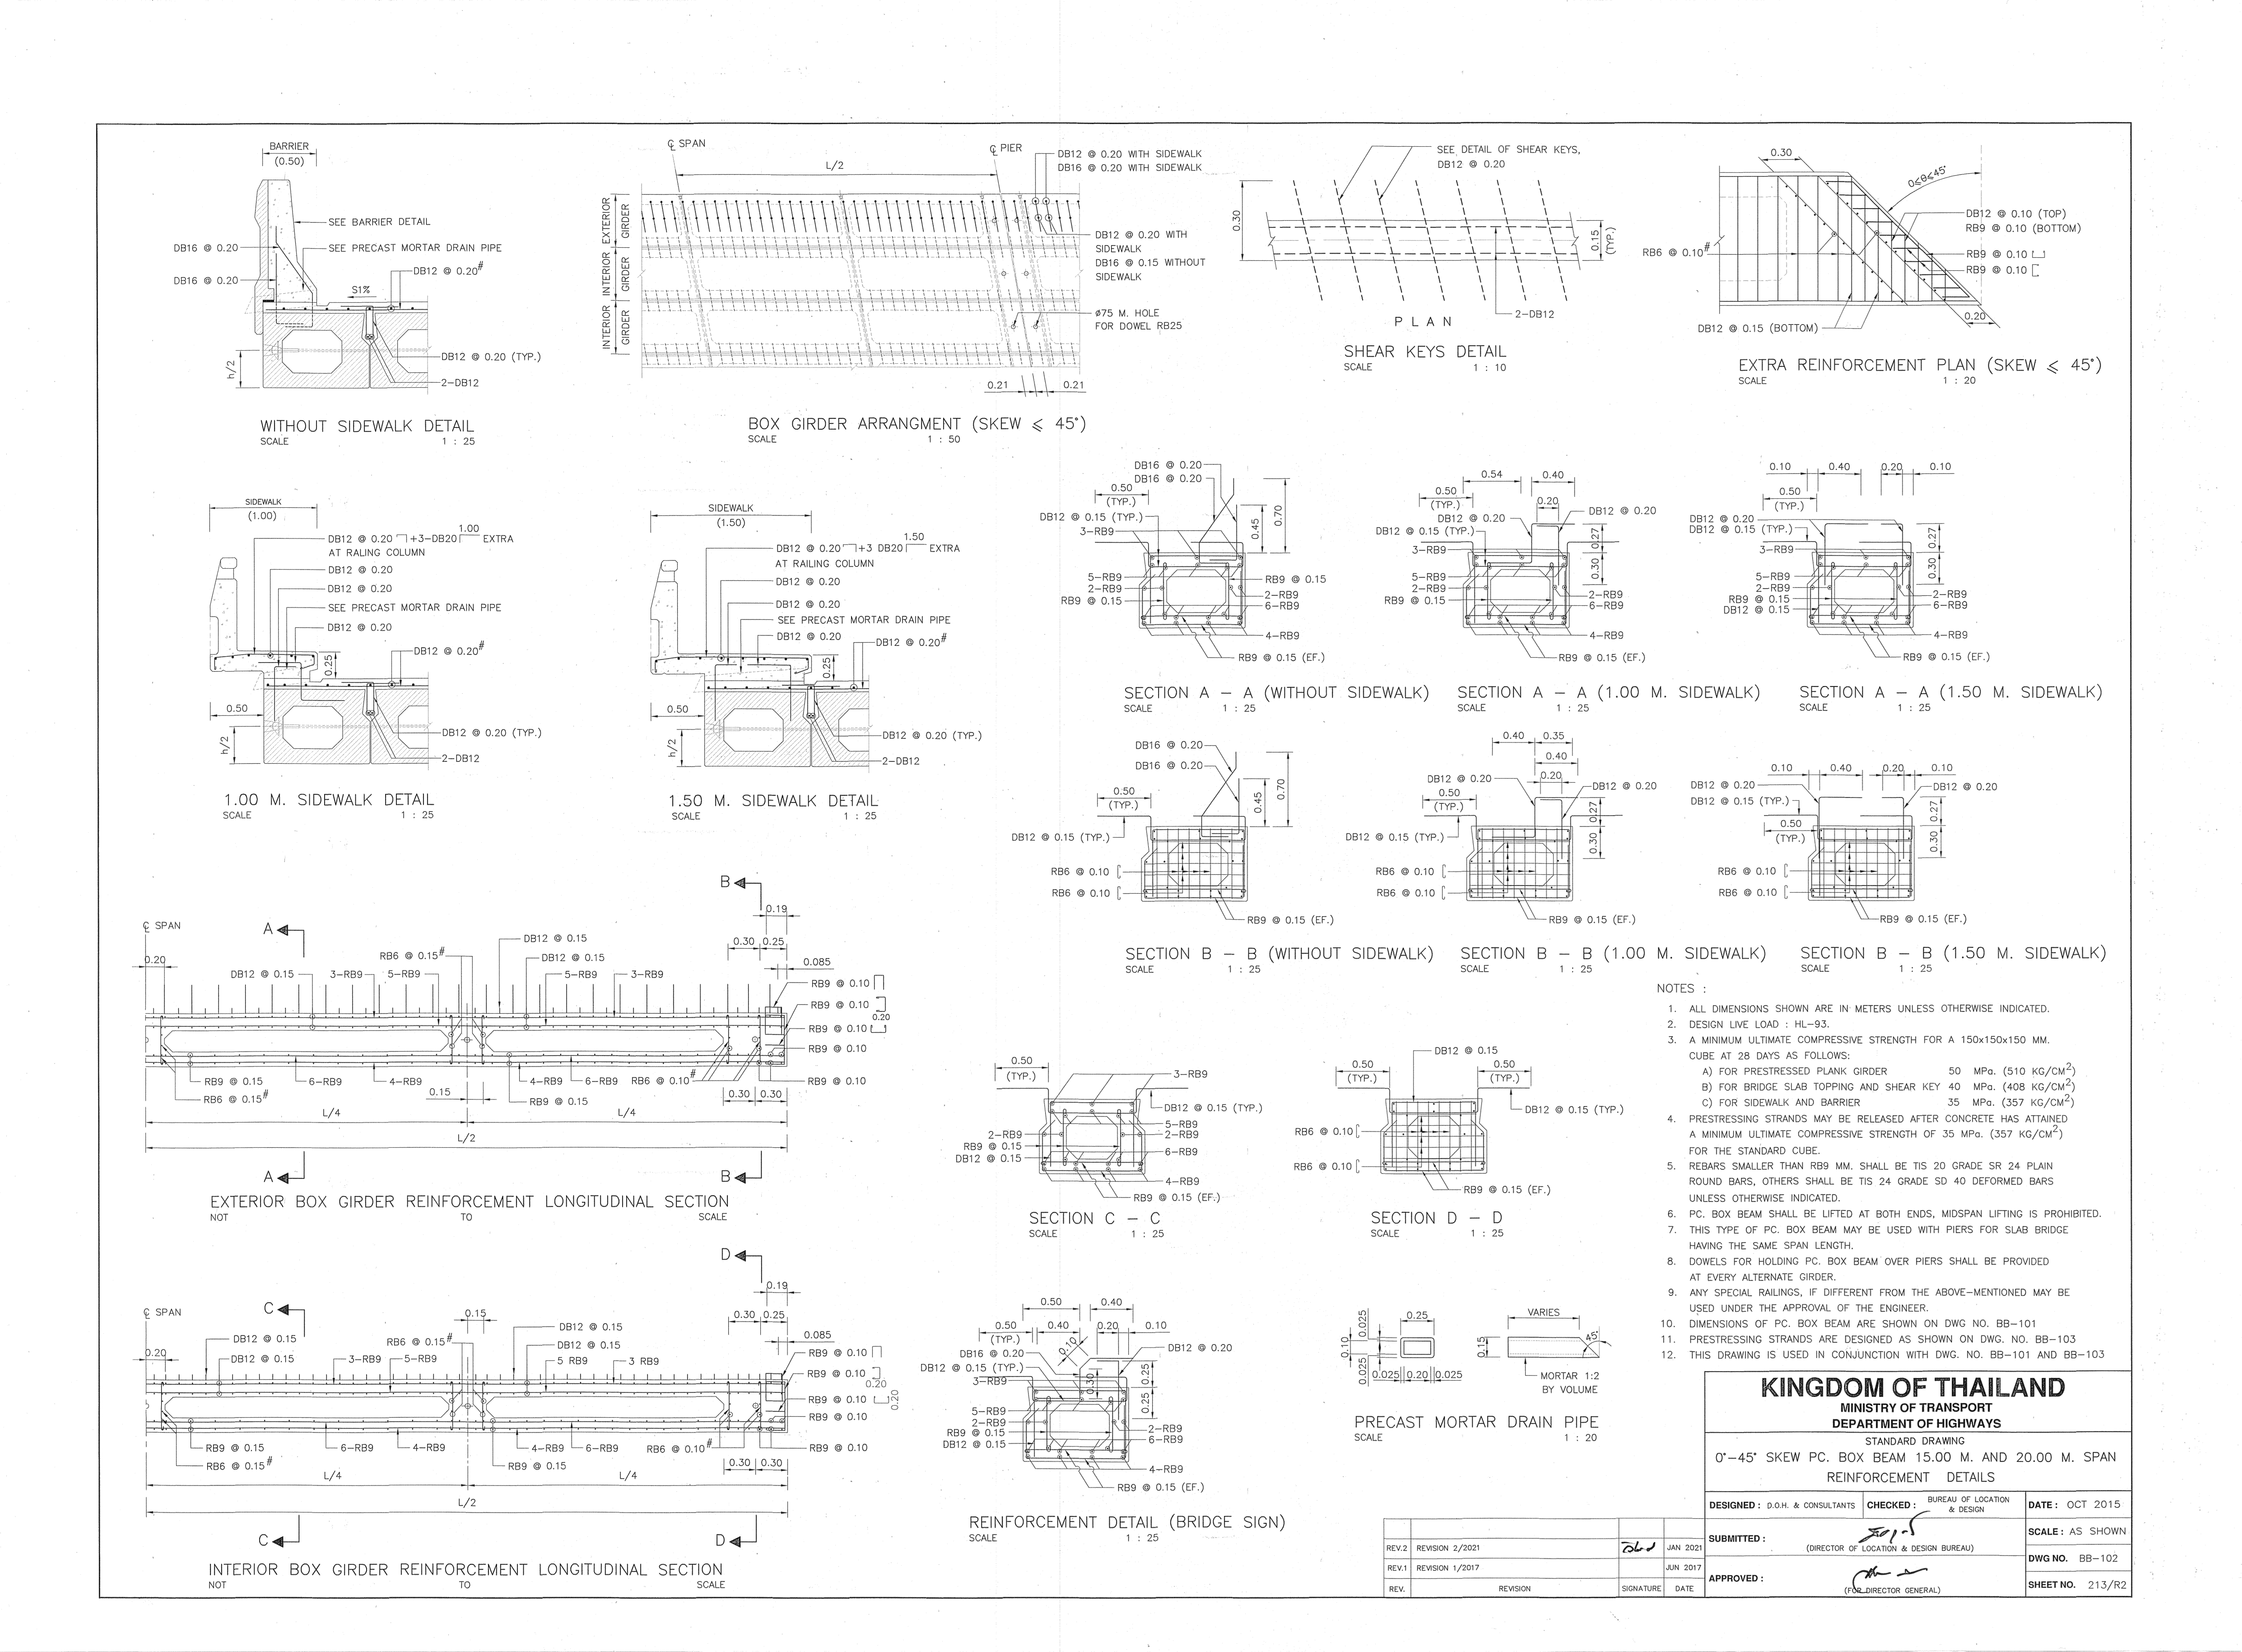 BARRIER
(0.50)
SEE BARRIER DETAIL
DB16 @ 0.20
SEE PRECAST MORTAR DRAIN PIPE
DB12 @ 0.20#
DB16 @ 0.20
S1%
h/2
DB12 @ 0.20 (TYP.)
2-DB12
WITHOUT SIDEWALK DETAIL
SCALE 1 : 25
℄ SPAN
℄ PIER
L/2
DB12 @ 0.20 WITH SIDEWALK
DB16 @ 0.20 WITH SIDEWALK
EXTERIOR GIRDER
INTERIOR GIRDER
INTERIOR GIRDER
DB12 @ 0.20 WITH
SIDEWALK
DB16 @ 0.15 WITHOUT
SIDEWALK
ø75 M. HOLE
FOR DOWEL RB25
0.21
0.21
BOX GIRDER ARRANGMENT (SKEW ⩽ 45°)
SCALE 1 : 50
SEE DETAIL OF SHEAR KEYS,
DB12 @ 0.20
0.30
0.15
(TYP.)
2-DB12
PLAN
SHEAR KEYS DETAIL
SCALE 1 : 10
0.30
0⩽θ⩽45°
DB12 @ 0.10 (TOP)
RB9 @ 0.10 (BOTTOM)
RB6 @ 0.10#
RB9 @ 0.10
RB9 @ 0.10
0.20
DB12 @ 0.15 (BOTTOM)
EXTRA REINFORCEMENT PLAN (SKEW ⩽ 45°)
SCALE 1 : 20
SIDEWALK
(1.00)
1.00
DB12 @ 0.20 +3-DB20 EXTRA
AT RALING COLUMN
DB12 @ 0.20
DB12 @ 0.20
SEE PRECAST MORTAR DRAIN PIPE
DB12 @ 0.20
DB12 @ 0.20#
0.25
0.50
h/2
DB12 @ 0.20 (TYP.)
2-DB12
1.00 M. SIDEWALK DETAIL
SCALE 1 : 25
SIDEWALK
(1.50)
1.50
DB12 @ 0.20 +3 DB20 EXTRA
AT RAILING COLUMN
DB12 @ 0.20
DB12 @ 0.20
SEE PRECAST MORTAR DRAIN PIPE
DB12 @ 0.20
DB12 @ 0.20#
0.25
0.50
h/2
DB12 @ 0.20 (TYP.)
2-DB12
1.50 M. SIDEWALK DETAIL
SCALE 1 : 25
DB16 @ 0.20
DB16 @ 0.20
0.50
(TYP.)
DB12 @ 0.15 (TYP.)
3-RB9
0.45
0.70
5-RB9
2-RB9
RB9 @ 0.15
RB9 @ 0.15
2-RB9
6-RB9
4-RB9
RB9 @ 0.15 (EF.)
SECTION A - A (WITHOUT SIDEWALK)
SCALE 1 : 25
0.54
0.40
0.50
(TYP.)
0.20
DB12 @ 0.20
DB12 @ 0.20
DB12 @ 0.15 (TYP.)
3-RB9
0.27
0.30
5-RB9
2-RB9
RB9 @ 0.15
2-RB9
6-RB9
4-RB9
RB9 @ 0.15 (EF.)
SECTION A - A (1.00 M. SIDEWALK)
SCALE 1 : 25
0.10
0.40
0.20
0.10
0.50
(TYP.)
DB12 @ 0.20
DB12 @ 0.15 (TYP.)
3-RB9
0.27
0.30
5-RB9
2-RB9
RB9 @ 0.15
DB12 @ 0.15
2-RB9
6-RB9
4-RB9
RB9 @ 0.15 (EF.)
SECTION A - A (1.50 M. SIDEWALK)
SCALE 1 : 25
DB16 @ 0.20
DB16 @ 0.20
0.50
(TYP.)
0.45
0.70
DB12 @ 0.15 (TYP.)
RB6 @ 0.10
RB6 @ 0.10
RB9 @ 0.15 (EF.)
SECTION B - B (WITHOUT SIDEWALK)
SCALE 1 : 25
0.40
0.35
0.40
0.20
DB12 @ 0.20
DB12 @ 0.20
0.50
(TYP.)
0.27
0.30
DB12 @ 0.15 (TYP.)
RB6 @ 0.10
RB6 @ 0.10
RB9 @ 0.15 (EF.)
SECTION B - B (1.00 M. SIDEWALK)
SCALE 1 : 25
0.10
0.40
0.20
0.10
DB12 @ 0.20
DB12 @ 0.20
DB12 @ 0.15 (TYP.)
0.50
(TYP.)
0.27
0.30
RB6 @ 0.10
RB6 @ 0.10
RB9 @ 0.15 (EF.)
SECTION B - B (1.50 M. SIDEWALK)
SCALE 1 : 25
B
0.19
℄ SPAN
A
0.20
DB12 @ 0.15
0.30
0.25
RB6 @ 0.15#
DB12 @ 0.15
0.085
DB12 @ 0.15
3-RB9
5-RB9
5-RB9
3-RB9
RB9 @ 0.10
RB9 @ 0.10
0.20
RB9 @ 0.10
RB9 @ 0.10
RB9 @ 0.15
6-RB9
4-RB9
4-RB9
6-RB9
RB6 @ 0.10#
RB9 @ 0.10
RB6 @ 0.15#
0.15
RB9 @ 0.15
0.30
0.30
L/4
L/4
L/2
A
B
EXTERIOR BOX GIRDER REINFORCEMENT LONGITUDINAL SECTION
NOT TO SCALE
D
0.19
℄ SPAN
C
0.15
0.30
0.25
0.20
DB12 @ 0.15
RB6 @ 0.15#
DB12 @ 0.15
DB12 @ 0.15
0.085
DB12 @ 0.15
3-RB9
5-RB9
5 RB9
3 RB9
RB9 @ 0.10
RB9 @ 0.10
0.20
RB9 @ 0.10
0.20
RB9 @ 0.10
RB9 @ 0.15
6-RB9
4-RB9
4-RB9
6-RB9
RB6 @ 0.10#
RB9 @ 0.10
RB6 @ 0.15#
RB9 @ 0.15
0.30
0.30
L/4
L/4
L/2
C
D
INTERIOR BOX GIRDER REINFORCEMENT LONGITUDINAL SECTION
NOT TO SCALE
0.50
(TYP.)
3-RB9
DB12 @ 0.15 (TYP.)
5-RB9
2-RB9
2-RB9
RB9 @ 0.15
DB12 @ 0.15
6-RB9
4-RB9
RB9 @ 0.15 (EF.)
SECTION C - C
SCALE 1 : 25
DB12 @ 0.15
0.50
(TYP.)
0.50
(TYP.)
DB12 @ 0.15 (TYP.)
RB6 @ 0.10
RB6 @ 0.10
RB9 @ 0.15 (EF.)
SECTION D - D
SCALE 1 : 25
0.50
0.40
0.50
(TYP.)
0.40
0.20
0.10
0.10
DB16 @ 0.20
DB12 @ 0.20
DB12 @ 0.15 (TYP.)
3-RB9
0.30
0.25
0.25
5-RB9
2-RB9
RB9 @ 0.15
DB12 @ 0.15
2-RB9
6-RB9
4-RB9
RB9 @ 0.15 (EF.)
REINFORCEMENT DETAIL (BRIDGE SIGN)
SCALE 1 : 25
0.025
0.10
0.025
0.25
0.025
0.20
0.025
VARIES
0.15
45°
MORTAR 1:2
BY VOLUME
PRECAST MORTAR DRAIN PIPE
SCALE 1 : 20
NOTES :
1. ALL DIMENSIONS SHOWN ARE IN METERS UNLESS OTHERWISE INDICATED.
2. DESIGN LIVE LOAD : HL-93.
3. A MINIMUM ULTIMATE COMPRESSIVE STRENGTH FOR A 150x150x150 MM.
CUBE AT 28 DAYS AS FOLLOWS:
A) FOR PRESTRESSED PLANK GIRDER 50 MPa. (510 KG/CM2)
B) FOR BRIDGE SLAB TOPPING AND SHEAR KEY 40 MPa. (408 KG/CM2)
C) FOR SIDEWALK AND BARRIER 35 MPa. (357 KG/CM2)
4. PRESTRESSING STRANDS MAY BE RELEASED AFTER CONCRETE HAS ATTAINED
A MINIMUM ULTIMATE COMPRESSIVE STRENGTH OF 35 MPa. (357 KG/CM2)
FOR THE STANDARD CUBE.
5. REBARS SMALLER THAN RB9 MM. SHALL BE TIS 20 GRADE SR 24 PLAIN
ROUND BARS, OTHERS SHALL BE TIS 24 GRADE SD 40 DEFORMED BARS
UNLESS OTHERWISE INDICATED.
6. PC. BOX BEAM SHALL BE LIFTED AT BOTH ENDS, MIDSPAN LIFTING IS PROHIBITED.
7. THIS TYPE OF PC. BOX BEAM MAY BE USED WITH PIERS FOR SLAB BRIDGE
HAVING THE SAME SPAN LENGTH.
8. DOWELS FOR HOLDING PC. BOX BEAM OVER PIERS SHALL BE PROVIDED
AT EVERY ALTERNATE GIRDER.
9. ANY SPECIAL RAILINGS, IF DIFFERENT FROM THE ABOVE-MENTIONED MAY BE
USED UNDER THE APPROVAL OF THE ENGINEER.
10. DIMENSIONS OF PC. BOX BEAM ARE SHOWN ON DWG NO. BB-101
11. PRESTRESSING STRANDS ARE DESIGNED AS SHOWN ON DWG. NO. BB-103
12. THIS DRAWING IS USED IN CONJUNCTION WITH DWG. NO. BB-101 AND BB-103
KINGDOM OF THAILAND
MINISTRY OF TRANSPORT
DEPARTMENT OF HIGHWAYS
STANDARD DRAWING
0°-45° SKEW PC. BOX BEAM 15.00 M. AND 20.00 M. SPAN
REINFORCEMENT DETAILS
DESIGNED : D.O.H. & CONSULTANTS
CHECKED : BUREAU OF LOCATION & DESIGN
DATE : OCT 2015
SUBMITTED :
(DIRECTOR OF LOCATION & DESIGN BUREAU)
SCALE : AS SHOWN
DWG NO. BB-102
APPROVED :
(FOR DIRECTOR GENERAL)
SHEET NO. 213/R2
REV.2 REVISION 2/2021 JAN 2021
REV.1 REVISION 1/2017 JUN 2017
REV. REVISION SIGNATURE DATE